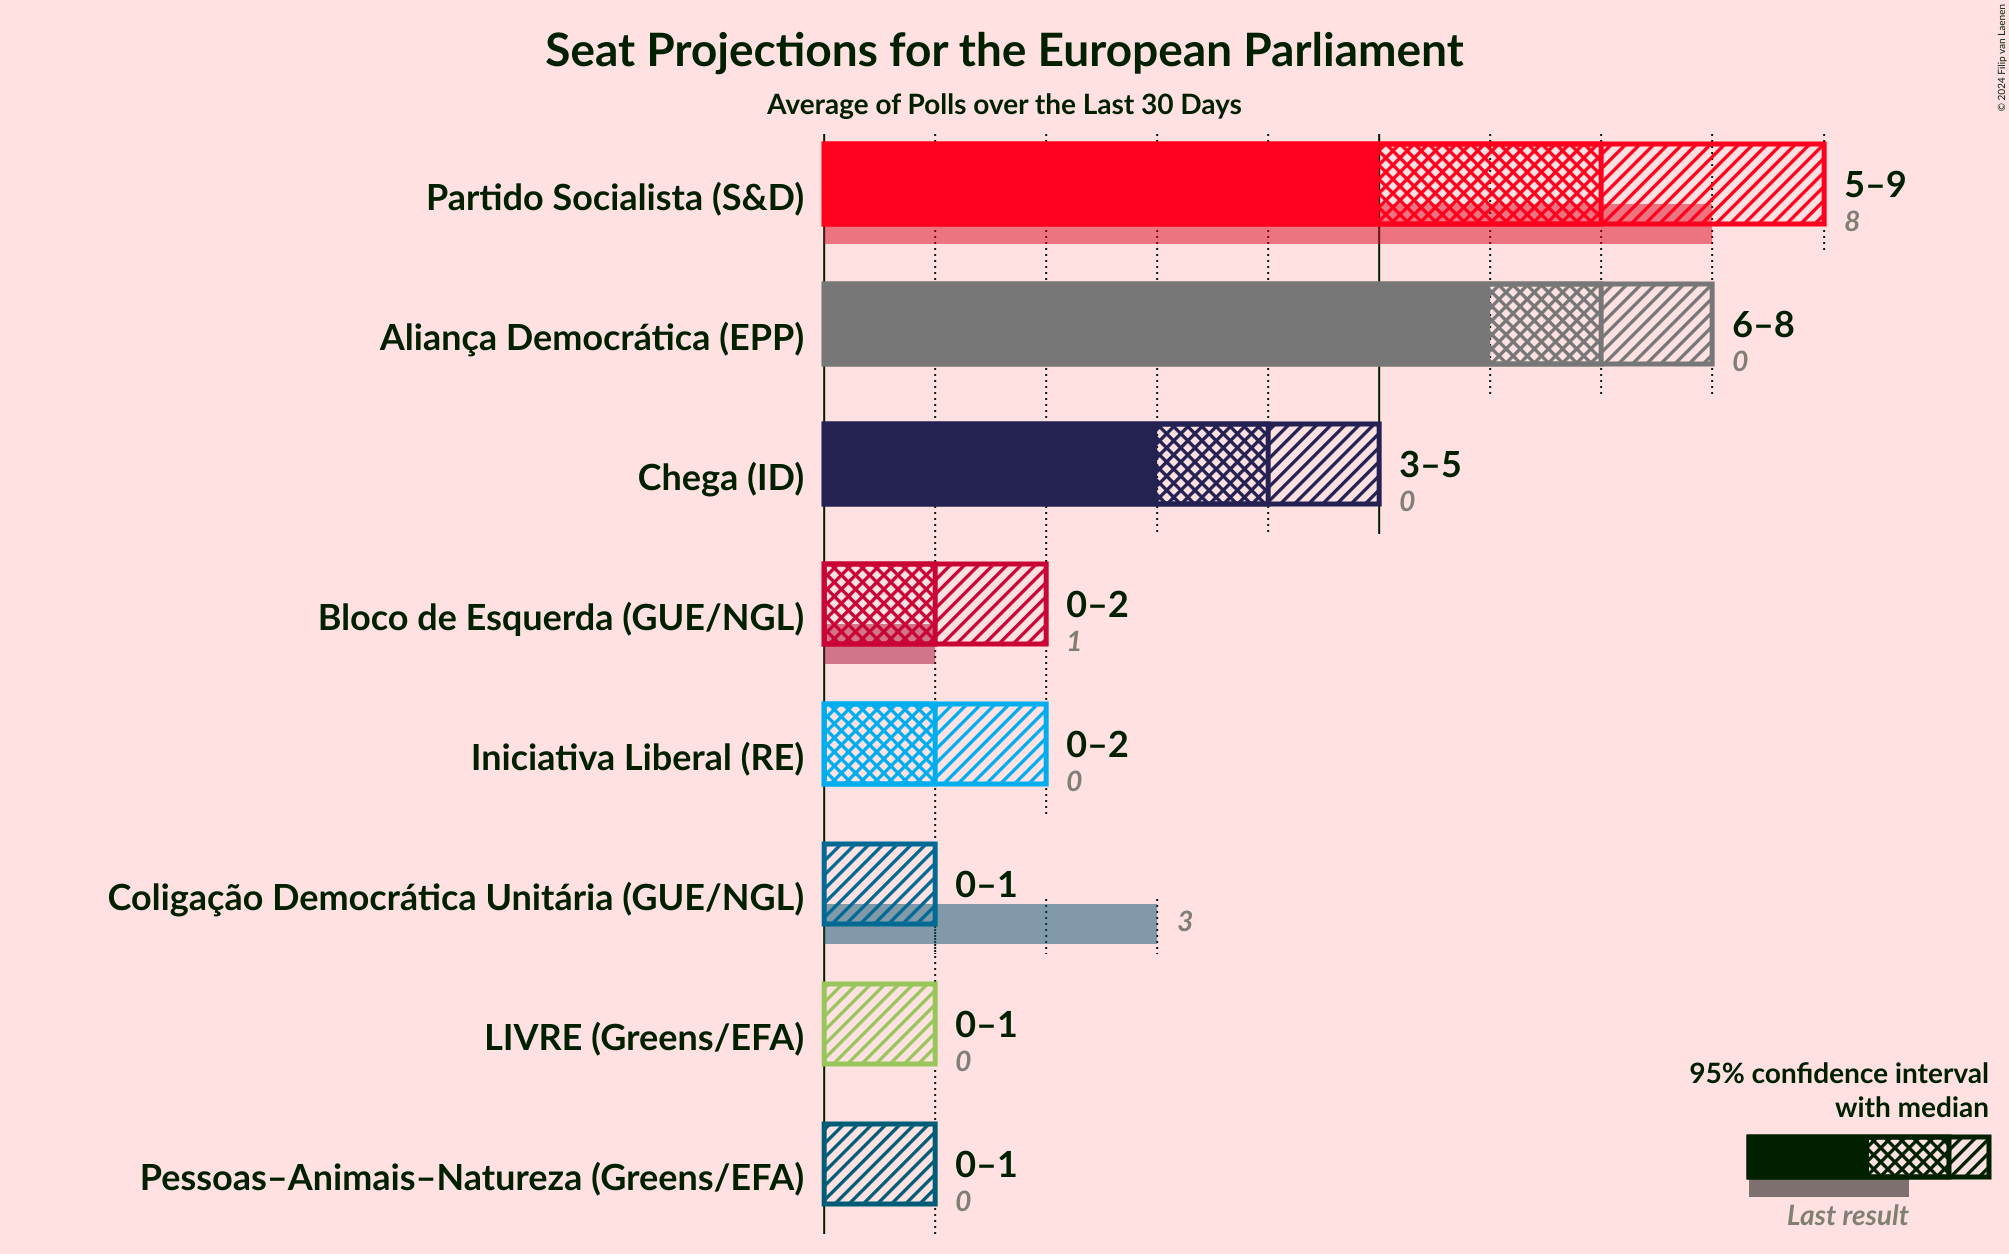 Seat Projections for the European Parliament
Average of Polls over the Last 30 Days
© 2024 Filip van Laenen
Partido Socialista (S&D)
5–9
8
Aliança Democrática (EPP)
6–8
0
Chega (ID)
3–5
0
Bloco de Esquerda (GUE/NGL)
0–2
1
Iniciativa Liberal (RE)
0–2
0
Coligação Democrática Unitária (GUE/NGL)
0–1
3
LIVRE (Greens/EFA)
0–1
0
Pessoas–Animais–Natureza (Greens/EFA)
0–1
0
95% confidence interval
with median
Last result